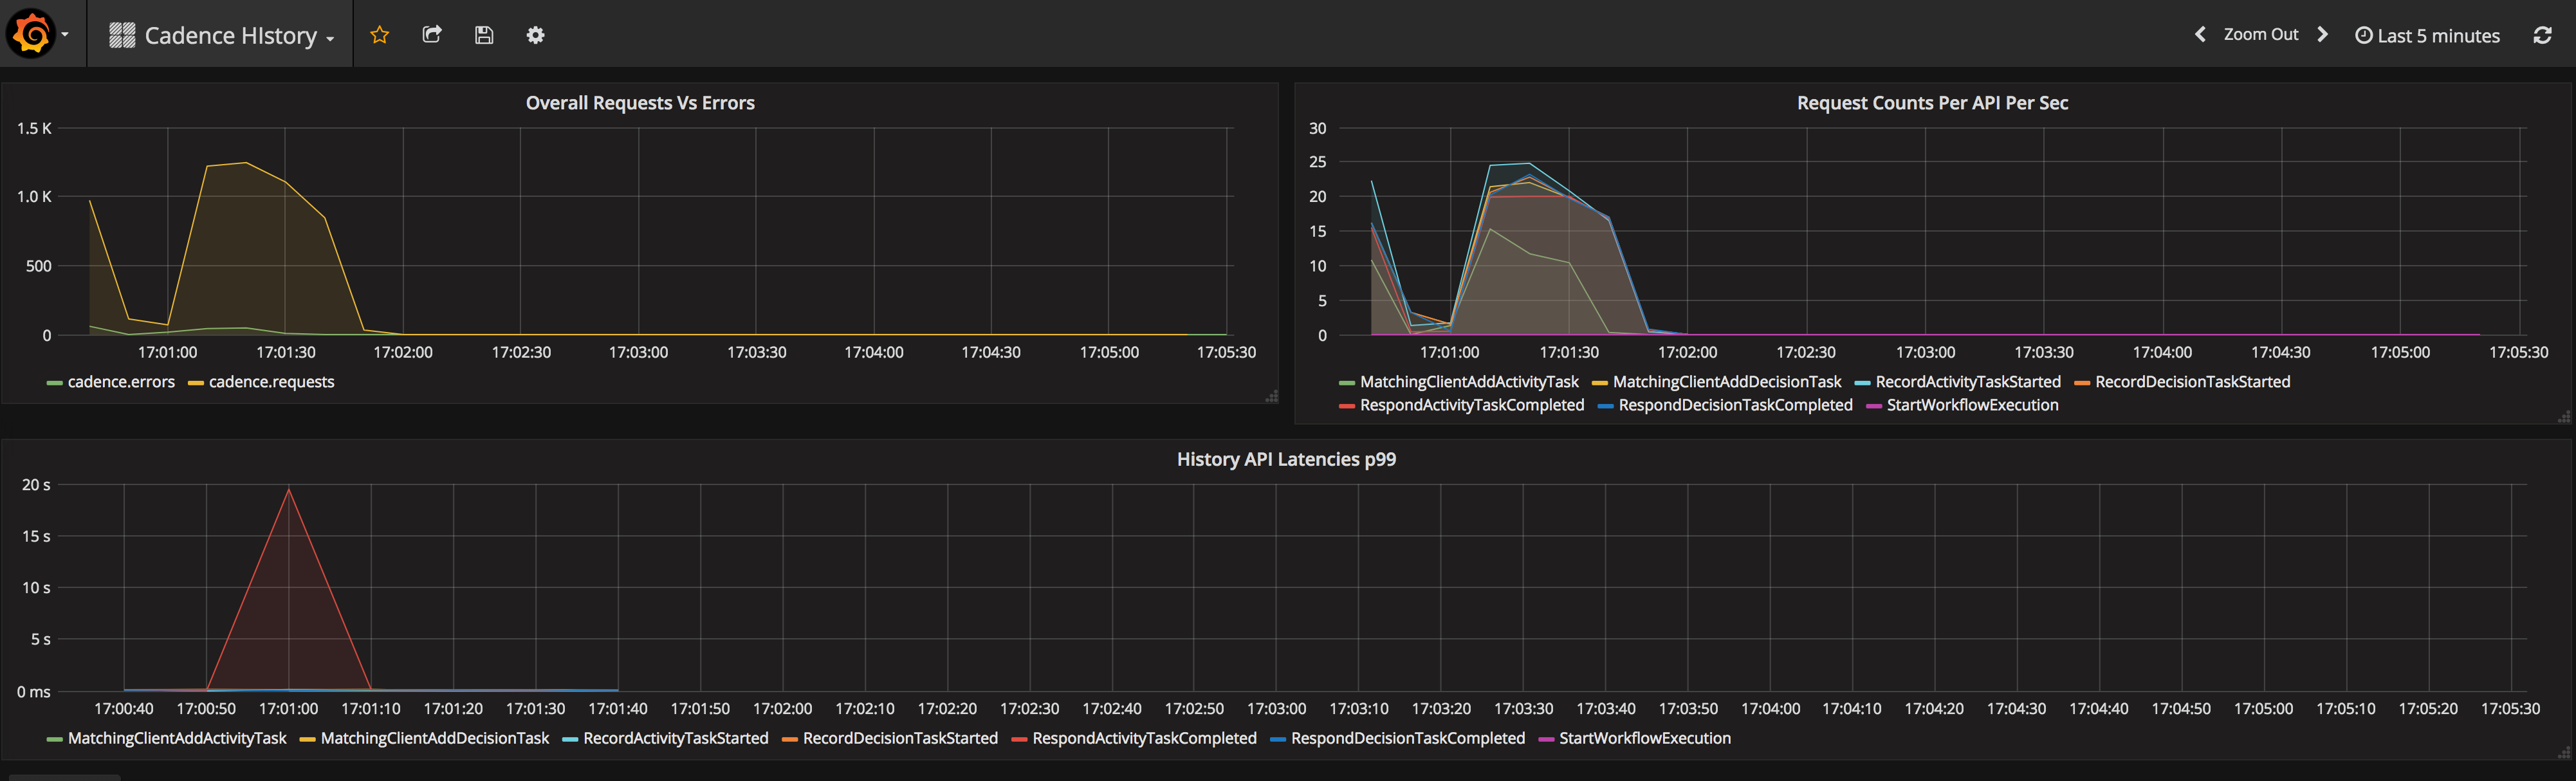 Cadence HIstory
Zoom Out
Last 5 minutes
Overall Requests Vs Errors
1.5 K
1.0 K
500
0
17:01:00 17:01:30 17:02:00 17:02:30 17:03:00 17:03:30 17:04:00 17:04:30 17:05:00 17:05:30
cadence.errors cadence.requests
Request Counts Per API Per Sec
30
25
20
15
10
5
0
17:01:00 17:01:30 17:02:00 17:02:30 17:03:00 17:03:30 17:04:00 17:04:30 17:05:00 17:05:30
MatchingClientAddActivityTask MatchingClientAddDecisionTask RecordActivityTaskStarted RecordDecisionTaskStarted
RespondActivityTaskCompleted RespondDecisionTaskCompleted StartWorkflowExecution
History API Latencies p99
20 s
15 s
10 s
5 s
0 ms
17:00:40 17:00:50 17:01:00 17:01:10 17:01:20 17:01:30 17:01:40 17:01:50 17:02:00 17:02:10 17:02:20 17:02:30 17:02:40 17:02:50 17:03:00 17:03:10 17:03:20 17:03:30 17:03:40 17:03:50 17:04:00 17:04:10 17:04:20 17:04:30 17:04:40 17:04:50 17:05:00 17:05:10 17:05:20 17:05:30
MatchingClientAddActivityTask MatchingClientAddDecisionTask RecordActivityTaskStarted RecordDecisionTaskStarted RespondActivityTaskCompleted RespondDecisionTaskCompleted StartWorkflowExecution